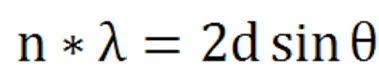 n ∗ λ = 2d sin θ